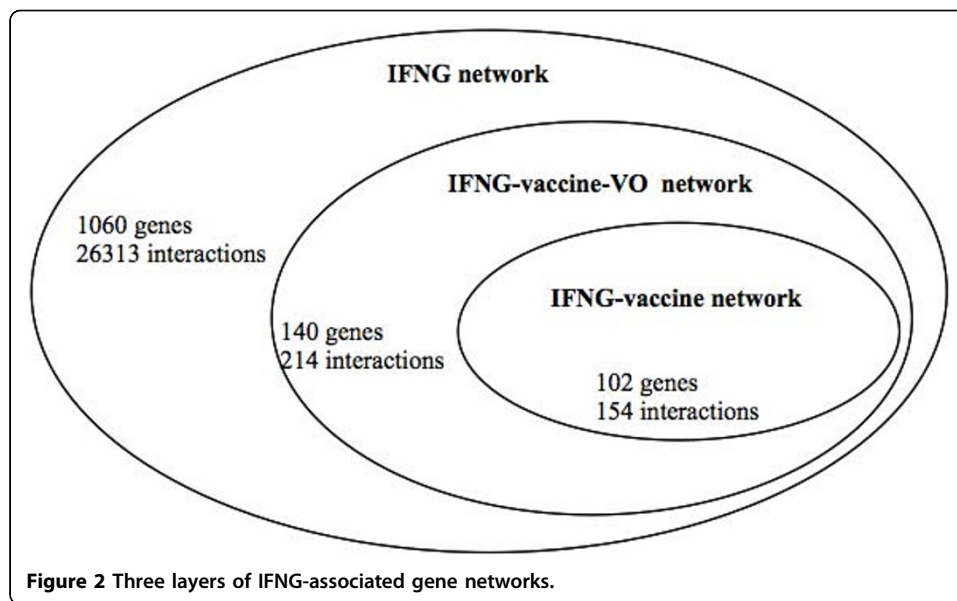 IFNG network
IFNG-vaccine-VO network
1060 genes
26313 interactions
IFNG-vaccine network
140 genes
214 interactions
102 genes
154 interactions
Figure 2 Three layers of IFNG-associated gene networks.